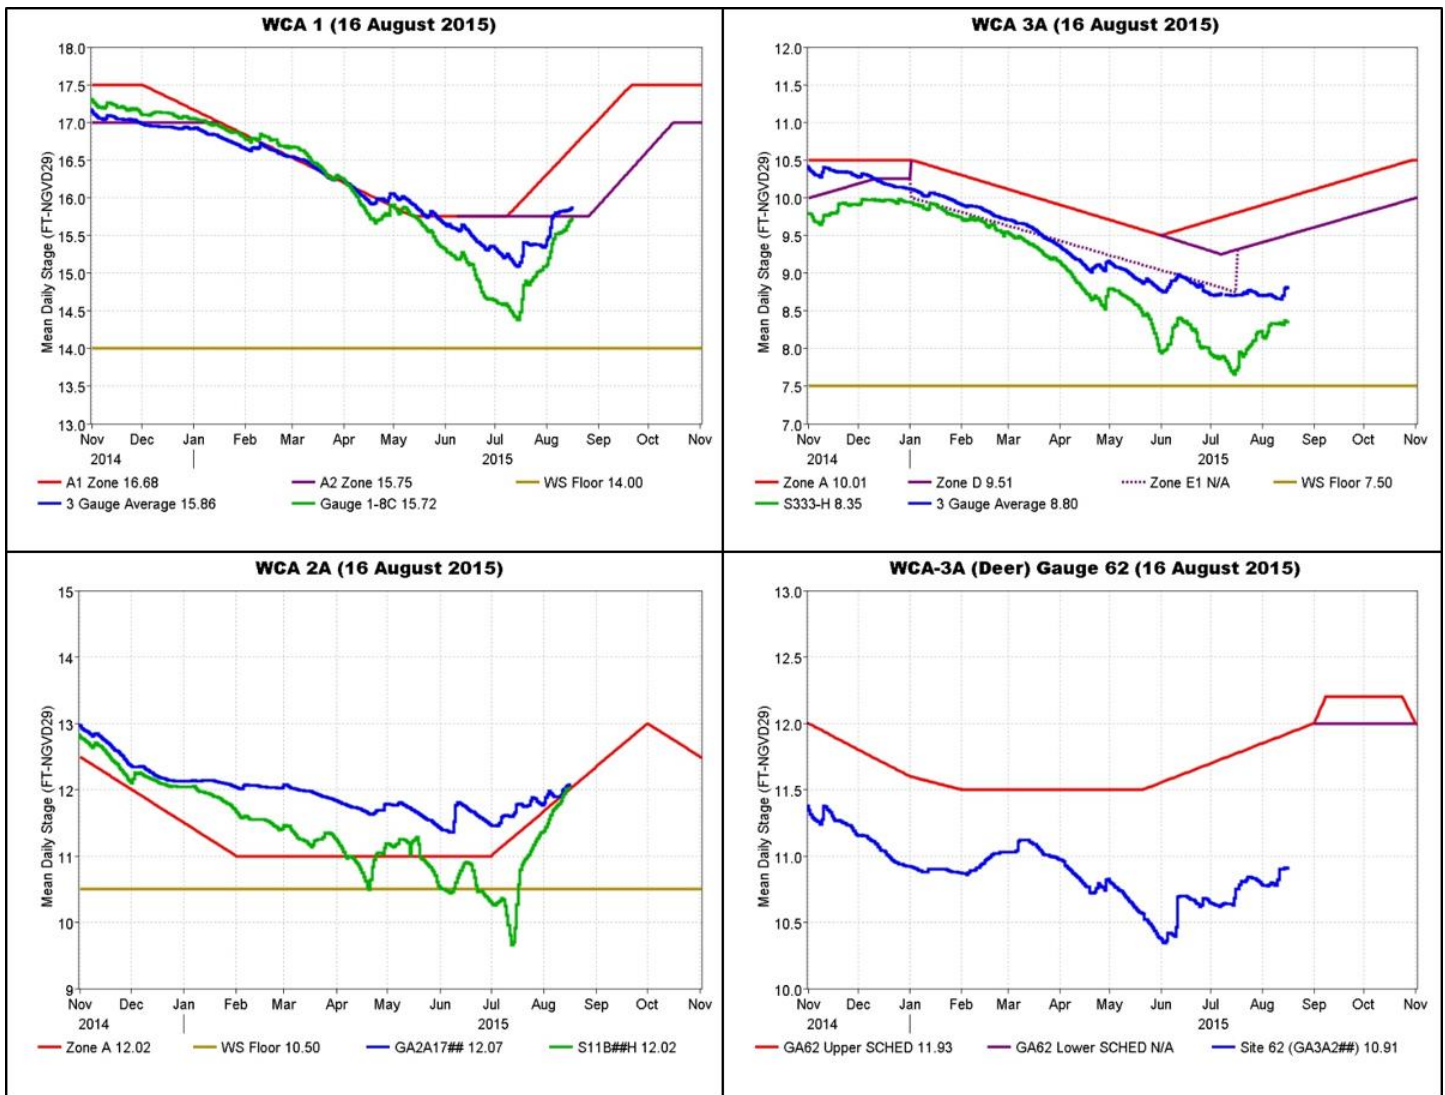 WCA 1 (16 August 2015)
Mean Daily Stage (FT-NGVD29)
18.0
17.5
17.0
16.5
16.0
15.5
15.0
14.5
14.0
13.5
13.0
Nov Dec Jan Feb Mar Apr May Jun Jul Aug Sep Oct Nov
2014 2015
A1 Zone 16.68 A2 Zone 15.75 WS Floor 14.00
3 Gauge Average 15.86 Gauge 1-8C 15.72
WCA 3A (16 August 2015)
Mean Daily Stage (FT-NGVD29)
12.0
11.5
11.0
10.5
10.0
9.5
9.0
8.5
8.0
7.5
7.0
Nov Dec Jan Feb Mar Apr May Jun Jul Aug Sep Oct Nov
2014 2015
Zone A 10.01 Zone D 9.51 Zone E1 N/A WS Floor 7.50
S333-H 8.35 3 Gauge Average 8.80
WCA 2A (16 August 2015)
Mean Daily Stage (FT-NGVD29)
15
14
13
12
11
10
9
Nov Dec Jan Feb Mar Apr May Jun Jul Aug Sep Oct Nov
2014 2015
Zone A 12.02 WS Floor 10.50 GA2A17## 12.07 S11B##H 12.02
WCA-3A (Deer) Gauge 62 (16 August 2015)
Mean Daily Stage (FT-NGVD29)
13.0
12.5
12.0
11.5
11.0
10.5
10.0
Nov Dec Jan Feb Mar Apr May Jun Jul Aug Sep Oct Nov
2014 2015
GA62 Upper SCHED 11.93 GA62 Lower SCHED N/A Site 62 (GA3A2##) 10.91